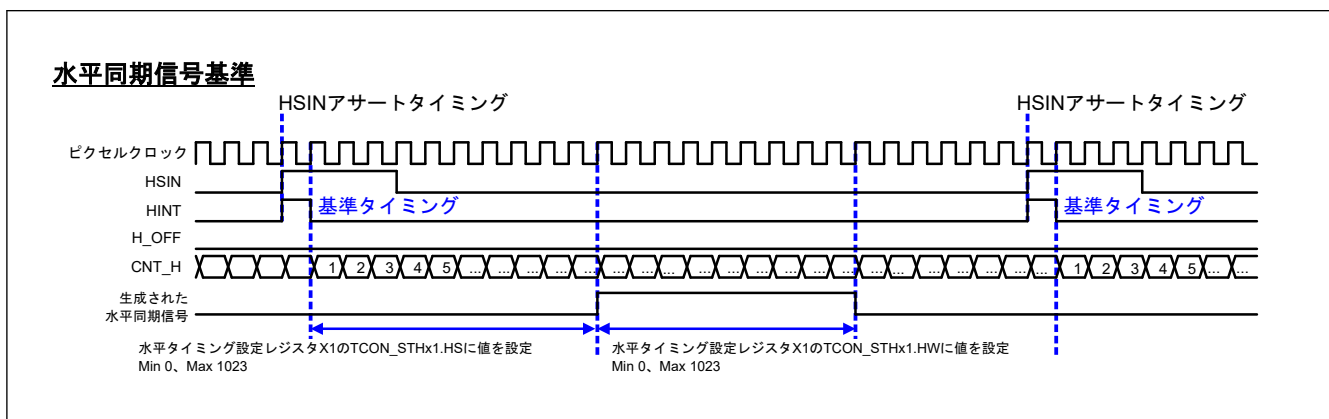 水平同期信号基準
HSINアサートタイミング HSINアサートタイミング
ピクセルクロック
HSIN
HINT 基準タイミング 基準タイミング
H_OFF
CNT_H 1 2 3 4 5 ... ... ... ... ... ... ... ... ... ... ... ... ... ... ... ... ... ... ... ... ... 1 2 3 4 5 ... ...
生成された
水平同期信号
水平タイミング設定レジスタX1のTCON_STHx1.HSに値を設定 水平タイミング設定レジスタX1のTCON_STHx1.HWに値を設定
Min 0、Max 1023 Min 0、Max 1023